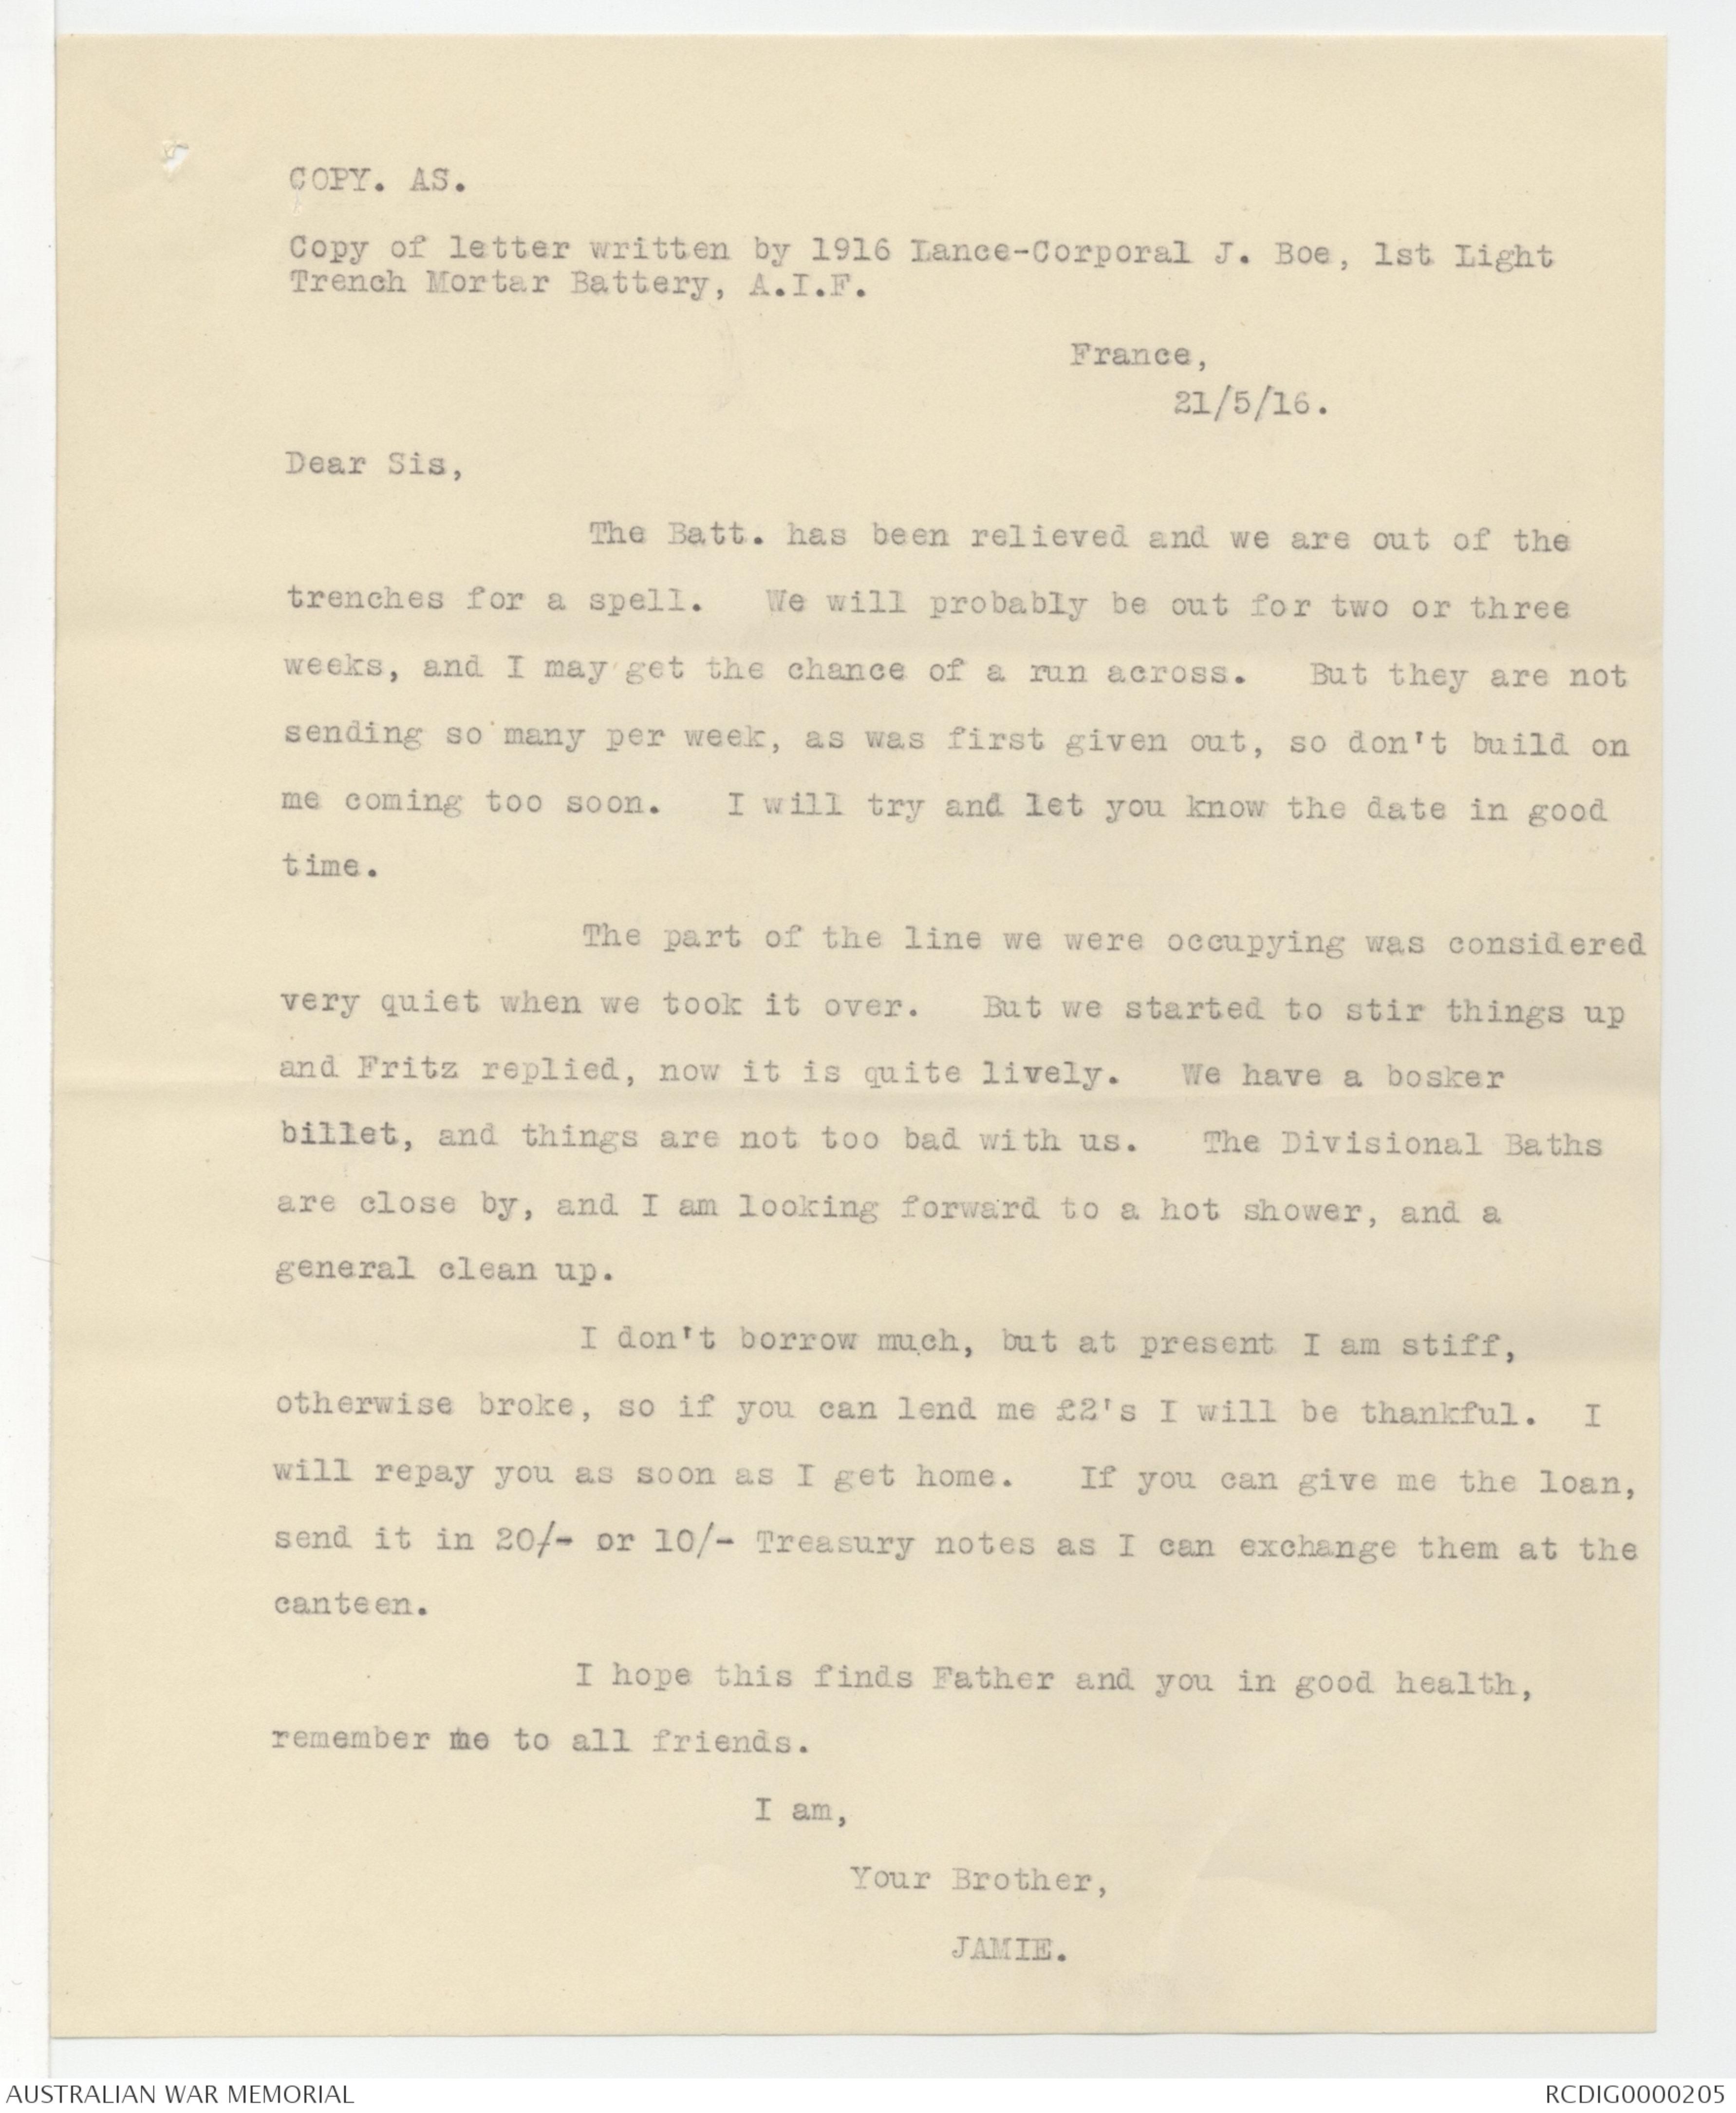 COPY. AS.
Copy of letter written by 1916 Lance-Corporal J. Boe, 1st Light
Trench Mortar Battery, A.I.F.
France,
21/5/16.
Dear Sis,
The Batt. has been relieved and we are out of the
trenches for a spell. We will probably be out for two or three
weeks, and I may get the chance of a run across. But they are not
sending so many per week, as was first given out, so don't build on
me coming too soon. I will try and let you know the date in good
time.
The part of the line we were occupying was considered
very quiet when we took it over. But we started to stir things up
and Fritz replied, now it is quite lively. We have a bosker
billet, and things are not too bad with us. The Divisional Baths
are close by, and I am looking forward to a hot shower, and a
general clean up.
I don't borrow much, but at present I am stiff,
otherwise broke, so if you can lend me £2's I will be thankful. I
will repay you as soon as I get home. If you can give me the loan,
send it in 20/- or 10/- Treasury notes as I can exchange them at the
canteen.
I hope this finds Father and you in good health,
remember me to all friends.
I am,
Your Brother,
JAMIE.
AUSTRALIAN WAR MEMORIAL
RCDIG0000205